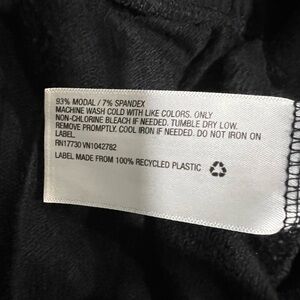 93% MODAL / 7% SPANDEX
MACHINE WASH COLD WITH LIKE COLORS. ONLY
NON-CHLORINE BLEACH IF NEEDED. TUMBLE DRY LOW.
REMOVE PROMPTLY. COOL IRON IF NEEDED. DO NOT IRON ON
LABEL.
RN17730 VN1042782
LABEL MADE FROM 100% RECYCLED PLASTIC